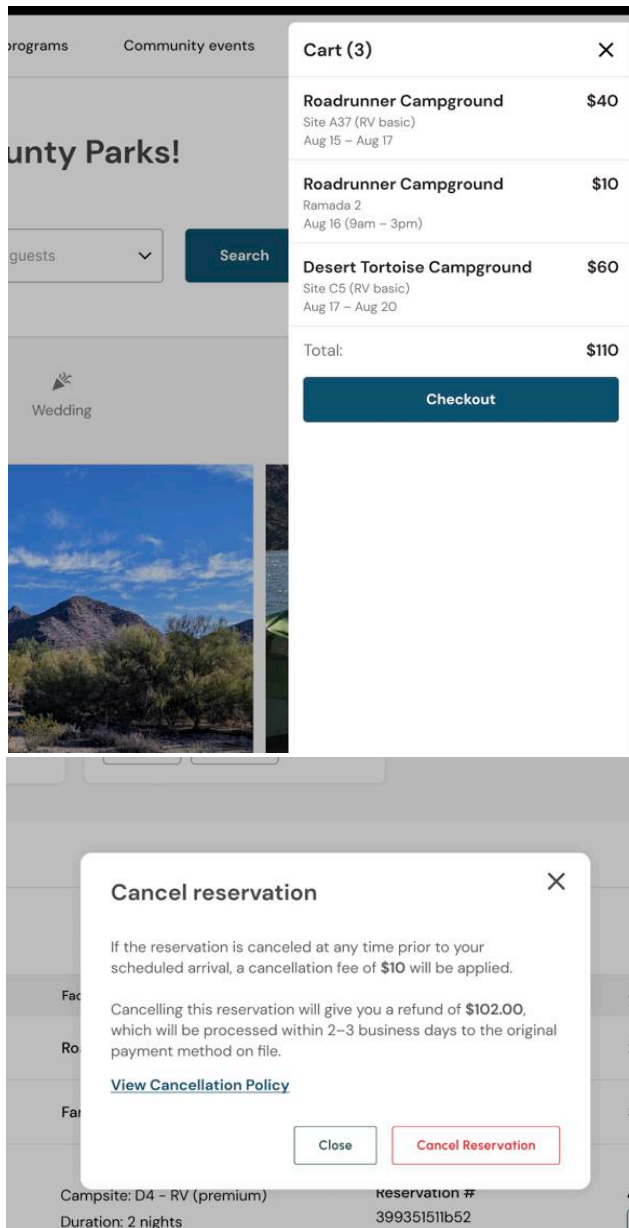 programs Community events
Cart (3)
Roadrunner Campground $40
Site A37 (RV basic)
Aug 15 – Aug 17
unty Parks!
Roadrunner Campground $10
Ramada 2
Aug 16 (9am – 3pm)
guests Search
Desert Tortoise Campground $60
Site C5 (RV basic)
Aug 17 – Aug 20
Total: $110
Wedding
Checkout
Cancel reservation
If the reservation is canceled at any time prior to your
scheduled arrival, a cancellation fee of $10 will be applied.
Fac
Cancelling this reservation will give you a refund of $102.00,
which will be processed within 2–3 business days to the original
Ro
payment method on file.
View Cancellation Policy
Far
Close Cancel Reservation
Campsite: D4 - RV (premium) Reservation #
Duration: 2 nights 399351511b52